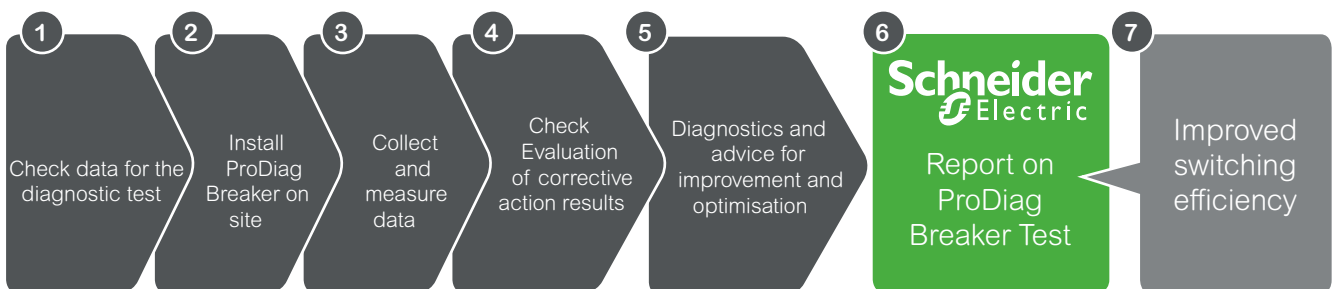 1
Check data for the
diagnostic test
2
Install
ProDiag
Breaker on
site
3
Collect
and
measure
data
4
Check
Evaluation
of corrective
action results
5
Diagnostics and
advice for
improvement and
optimisation
6
Schneider
Electric
Report on
ProDiag
Breaker Test
7
Improved
switching
efficiency